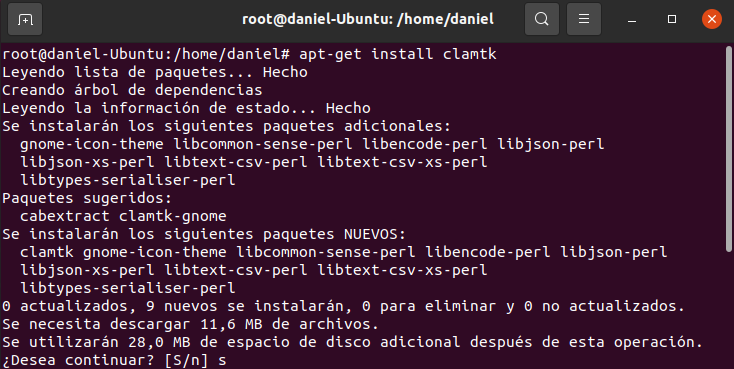 root@daniel-Ubuntu: /home/daniel
root@daniel-Ubuntu:/home/daniel# apt-get install clamtk
Leyendo lista de paquetes... Hecho
Creando árbol de dependencias
Leyendo la información de estado... Hecho
Se instalarán los siguientes paquetes adicionales:
  gnome-icon-theme libcommon-sense-perl libencode-perl libjson-perl
  libjson-xs-perl libtext-csv-perl libtext-csv-xs-perl
  libtypes-serialiser-perl
Paquetes sugeridos:
  cabextract clamtk-gnome
Se instalarán los siguientes paquetes NUEVOS:
  clamtk gnome-icon-theme libcommon-sense-perl libencode-perl libjson-perl
  libjson-xs-perl libtext-csv-perl libtext-csv-xs-perl
  libtypes-serialiser-perl
0 actualizados, 9 nuevos se instalarán, 0 para eliminar y 0 no actualizados.
Se necesita descargar 11,6 MB de archivos.
Se utilizarán 28,0 MB de espacio de disco adicional después de esta operación.
¿Desea continuar? [S/n] s